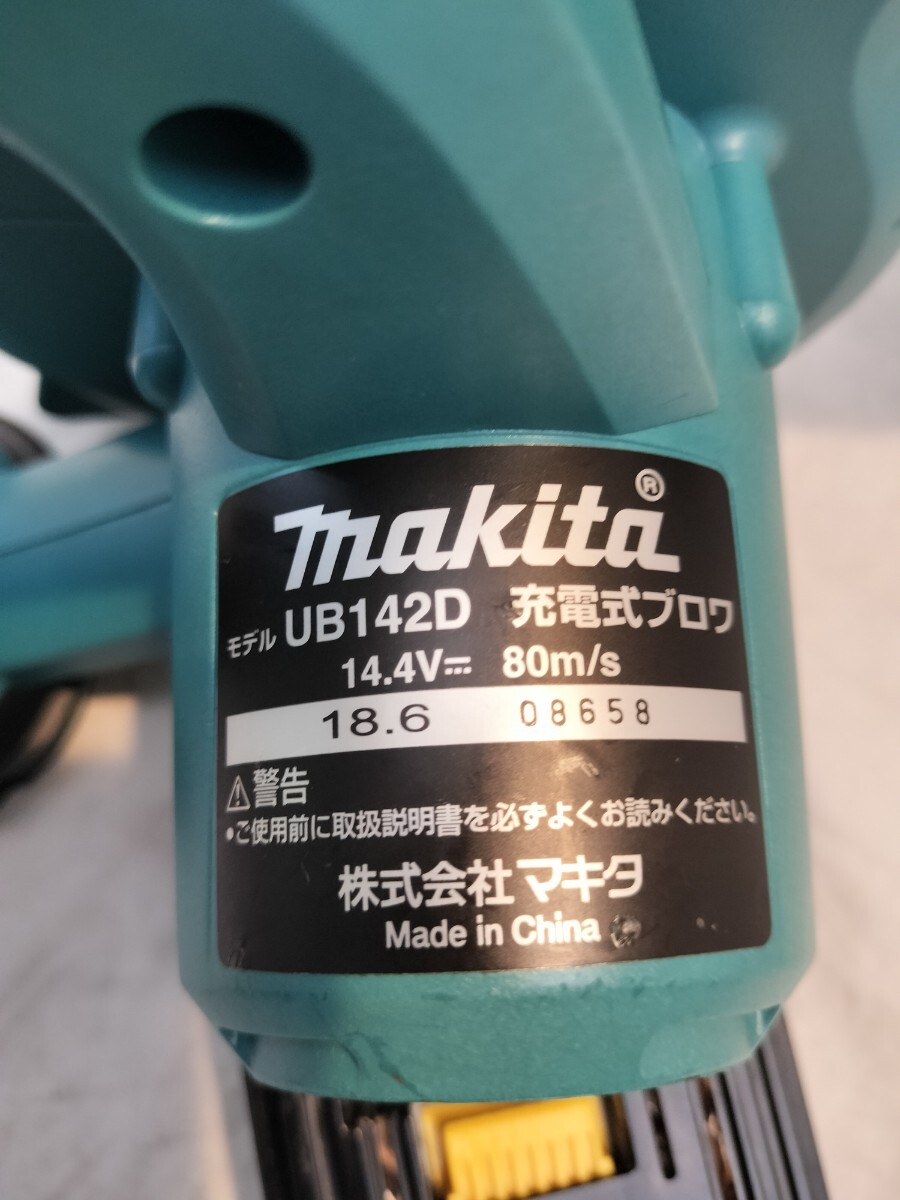 makita®
モデル UB142D 充電式ブロワ
14.4V⎓ 80m/s
18.6 08658
⚠警告
•ご使用前に取扱説明書を必ずよくお読みください。
株式会社マキタ
Made in China